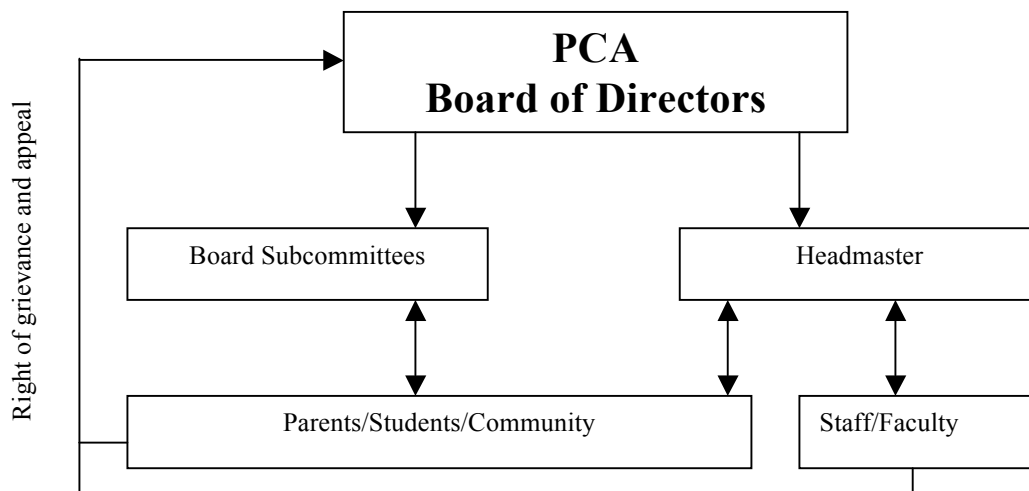 PCA
Board of Directors
Right of grievance and appeal
Board Subcommittees
Headmaster
Parents/Students/Community
Staff/Faculty